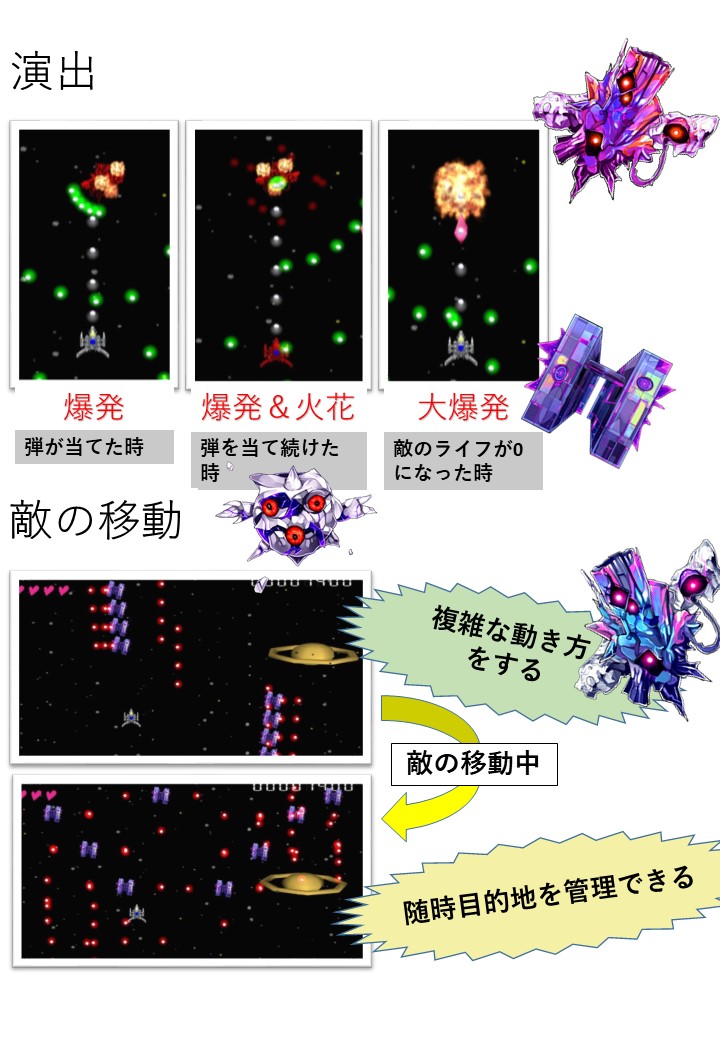 演出
爆発
爆発＆火花
大爆発
弾が当てた時
弾を当て続けた
時
敵のライフが0
になった時
敵の移動
複雑な動き方
をする
敵の移動中
随時目的地を管理できる